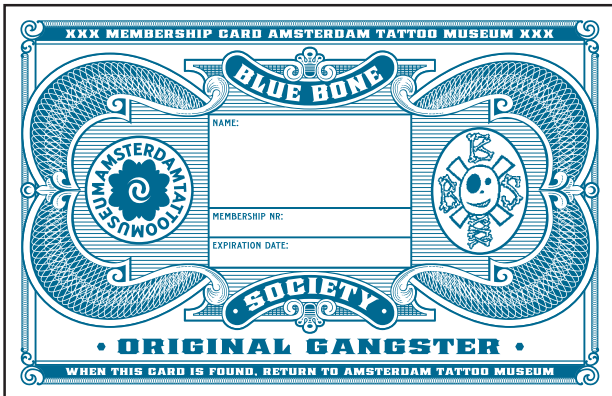 XXX MEMBERSHIP CARD AMSTERDAM TATTOO MUSEUM XXX
BLUE BONE
NAME:
AMSTERDAMTATTOOMUSEUM
MEMBERSHIP NR:
EXPIRATION DATE:
• SOCIETY •
• ORIGINAL GANGSTER •
WHEN THIS CARD IS FOUND, RETURN TO AMSTERDAM TATTOO MUSEUM